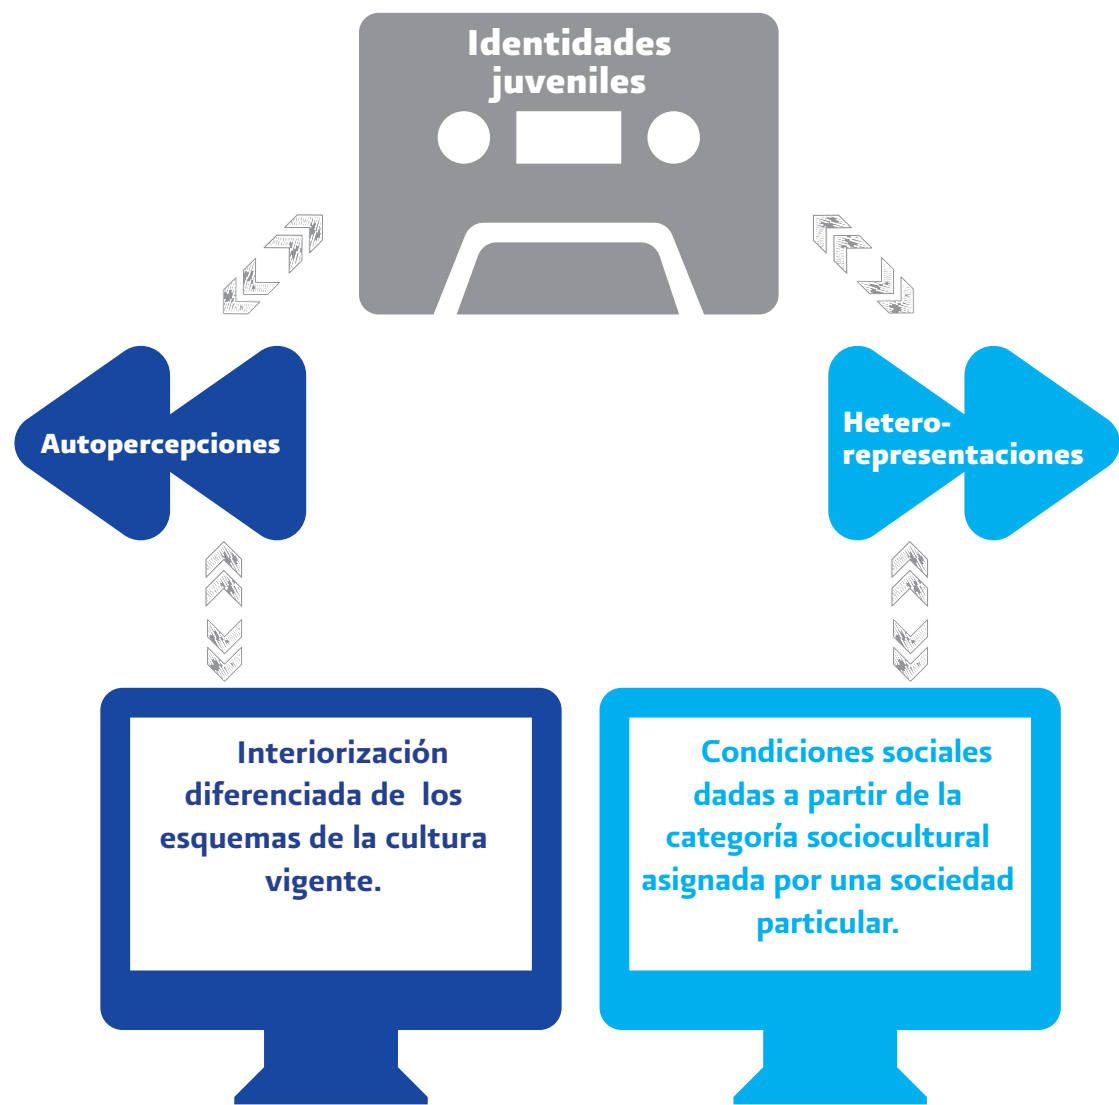 Identidades
juveniles
Autopercepciones
Hetero-
representaciones
Interiorización
diferenciada de los
esquemas de la cultura
vigente.
Condiciones sociales
dadas a partir de la
categoría sociocultural
asignada por una sociedad
particular.